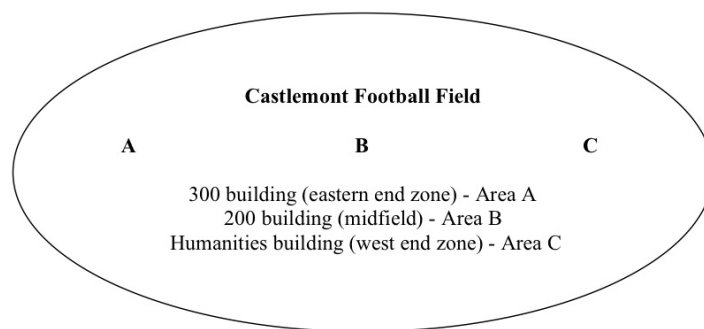 Castlemont Football Field
A B C
300 building (eastern end zone) - Area A
200 building (midfield) - Area B
Humanities building (west end zone) - Area C